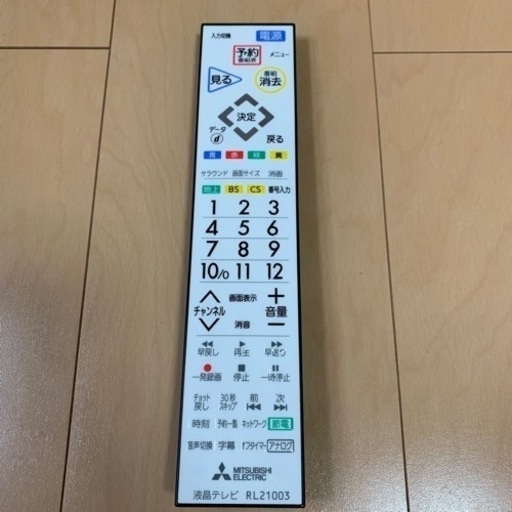 入力切換 電源
予約 メニュー
番組表
見る 番組
消去
決定
データ
d 戻る
青 赤 緑 黄
サラウンド 画面サイズ 消画
地上 BS CS 番号入力
1 2 3
4 5 6
7 8 9
10/0 11 12
チャンネル 画面表示 + 音量 −
消音
早戻し 再生 早送り
一発録画 停止 一時停止
チョット 30秒 前 次
戻し スキップ
時刻 予約一覧 ネットワーク 節電
音声切換 字幕 オフタイマー アナログ
MITSUBISHI
ELECTRIC
液晶テレビ RL21003